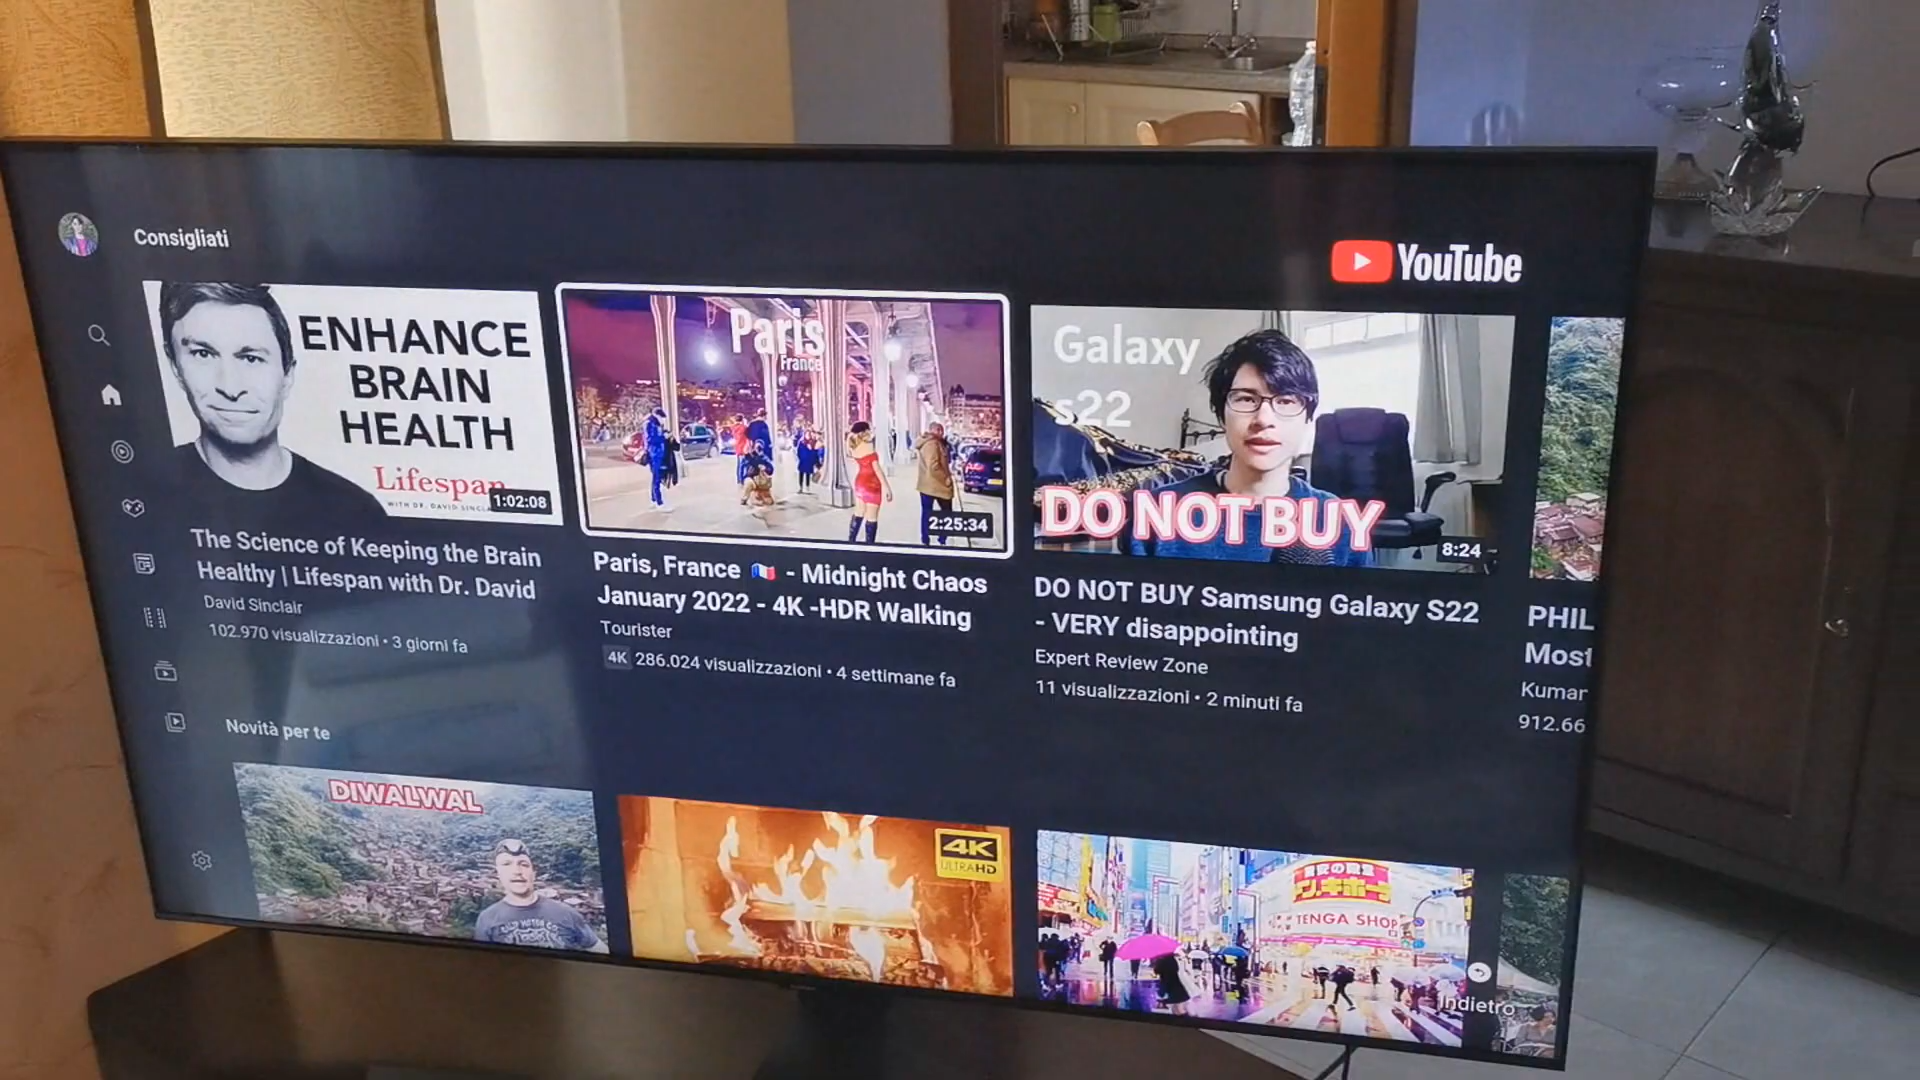 Consigliati
YouTube
ENHANCE
BRAIN
HEALTH
Lifespan
WITH DR. DAVID
1:02:08
Paris
France
2:25:34
Galaxy
s22
DO NOT BUY
8:24
The Science of Keeping the Brain
Healthy | Lifespan with Dr. David
David Sinclair
102.970 visualizzazioni • 3 giorni fa
Paris, France 🇫🇷 - Midnight Chaos
January 2022 - 4K -HDR Walking
Tourister
4K 286.024 visualizzazioni • 4 settimane fa
DO NOT BUY Samsung Galaxy S22
- VERY disappointing
Expert Review Zone
11 visualizzazioni • 2 minuti fa
PHIL
Most
Kumar
912.66
Novità per te
DIWALWAL
4K
ULTRA HD
TENGA SHOP
Indietro